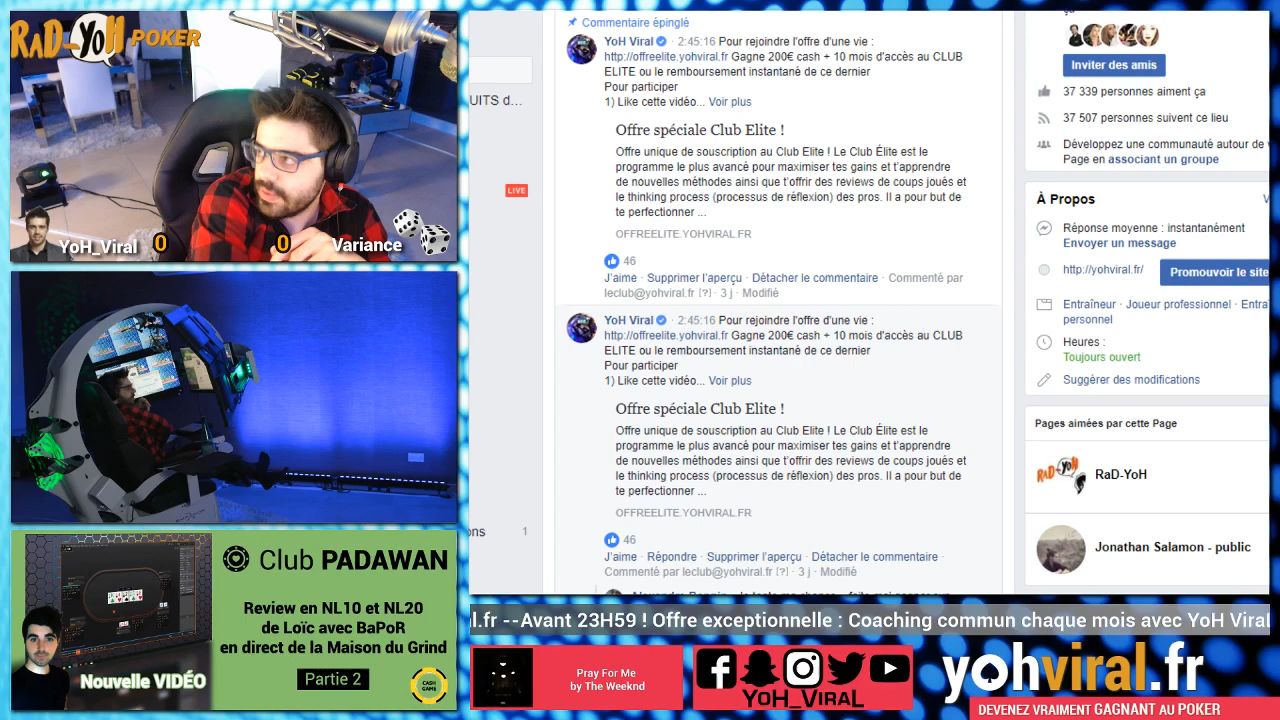 RaD-YoH POKER
YoH_Viral 0 0 Variance
Club PADAWAN
Review en NL10 et NL20
de Loïc avec BaPoR
en direct de la Maison du Grind
Partie 2
Nouvelle VIDÉO
CASH GAME
UITS d...
LIVE
ons 1
Commentaire épinglé
YoH Viral · 2:45:16 Pour rejoindre l'offre d'une vie :
http://offreelite.yohviral.fr Gagne 200€ cash + 10 mois d'accès au CLUB
ELITE ou le remboursement instantané de ce dernier
Pour participer
1) Like cette vidéo... Voir plus
Offre spéciale Club Elite !
Offre unique de souscription au Club Elite ! Le Club Élite est le
programme le plus avancé pour maximiser tes gains et t'apprendre
de nouvelles méthodes ainsi que t'offrir des reviews de coups joués et
le thinking process (processus de réflexion) des pros. Il a pour but de
te perfectionner ...
OFFREELITE.YOHVIRAL.FR
46
J'aime · Supprimer l'aperçu · Détacher le commentaire · Commenté par
leclub@yohviral.fr [?] · 3 j · Modifié
YoH Viral · 2:45:16 Pour rejoindre l'offre d'une vie :
http://offreelite.yohviral.fr Gagne 200€ cash + 10 mois d'accès au CLUB
ELITE ou le remboursement instantané de ce dernier
Pour participer
1) Like cette vidéo... Voir plus
Offre spéciale Club Elite !
Offre unique de souscription au Club Elite ! Le Club Élite est le
programme le plus avancé pour maximiser tes gains et t'apprendre
de nouvelles méthodes ainsi que t'offrir des reviews de coups joués et
le thinking process (processus de réflexion) des pros. Il a pour but de
te perfectionner ...
OFFREELITE.YOHVIRAL.FR
46
J'aime · Répondre · Supprimer l'aperçu · Détacher le commentaire ·
Commenté par leclub@yohviral.fr [?] · 3 j · Modifié
Inviter des amis
37 339 personnes aiment ça
37 507 personnes suivent ce lieu
Développez une communauté autour de
Page en associant un groupe
À Propos
Réponse moyenne : instantanément
Envoyer un message
http://yohviral.fr/ Promouvoir le site
Entraîneur · Joueur professionnel · Entraî
personnel
Heures :
Toujours ouvert
Suggérer des modifications
Pages aimées par cette Page
RaD-YoH
Jonathan Salamon - public
l.fr --Avant 23H59 ! Offre exceptionnelle : Coaching commun chaque mois avec YoH Viral
Pray For Me
by The Weeknd
YoH_ViraL
yohviral.fr
DEVENEZ VRAIMENT GAGNANT AU POKER